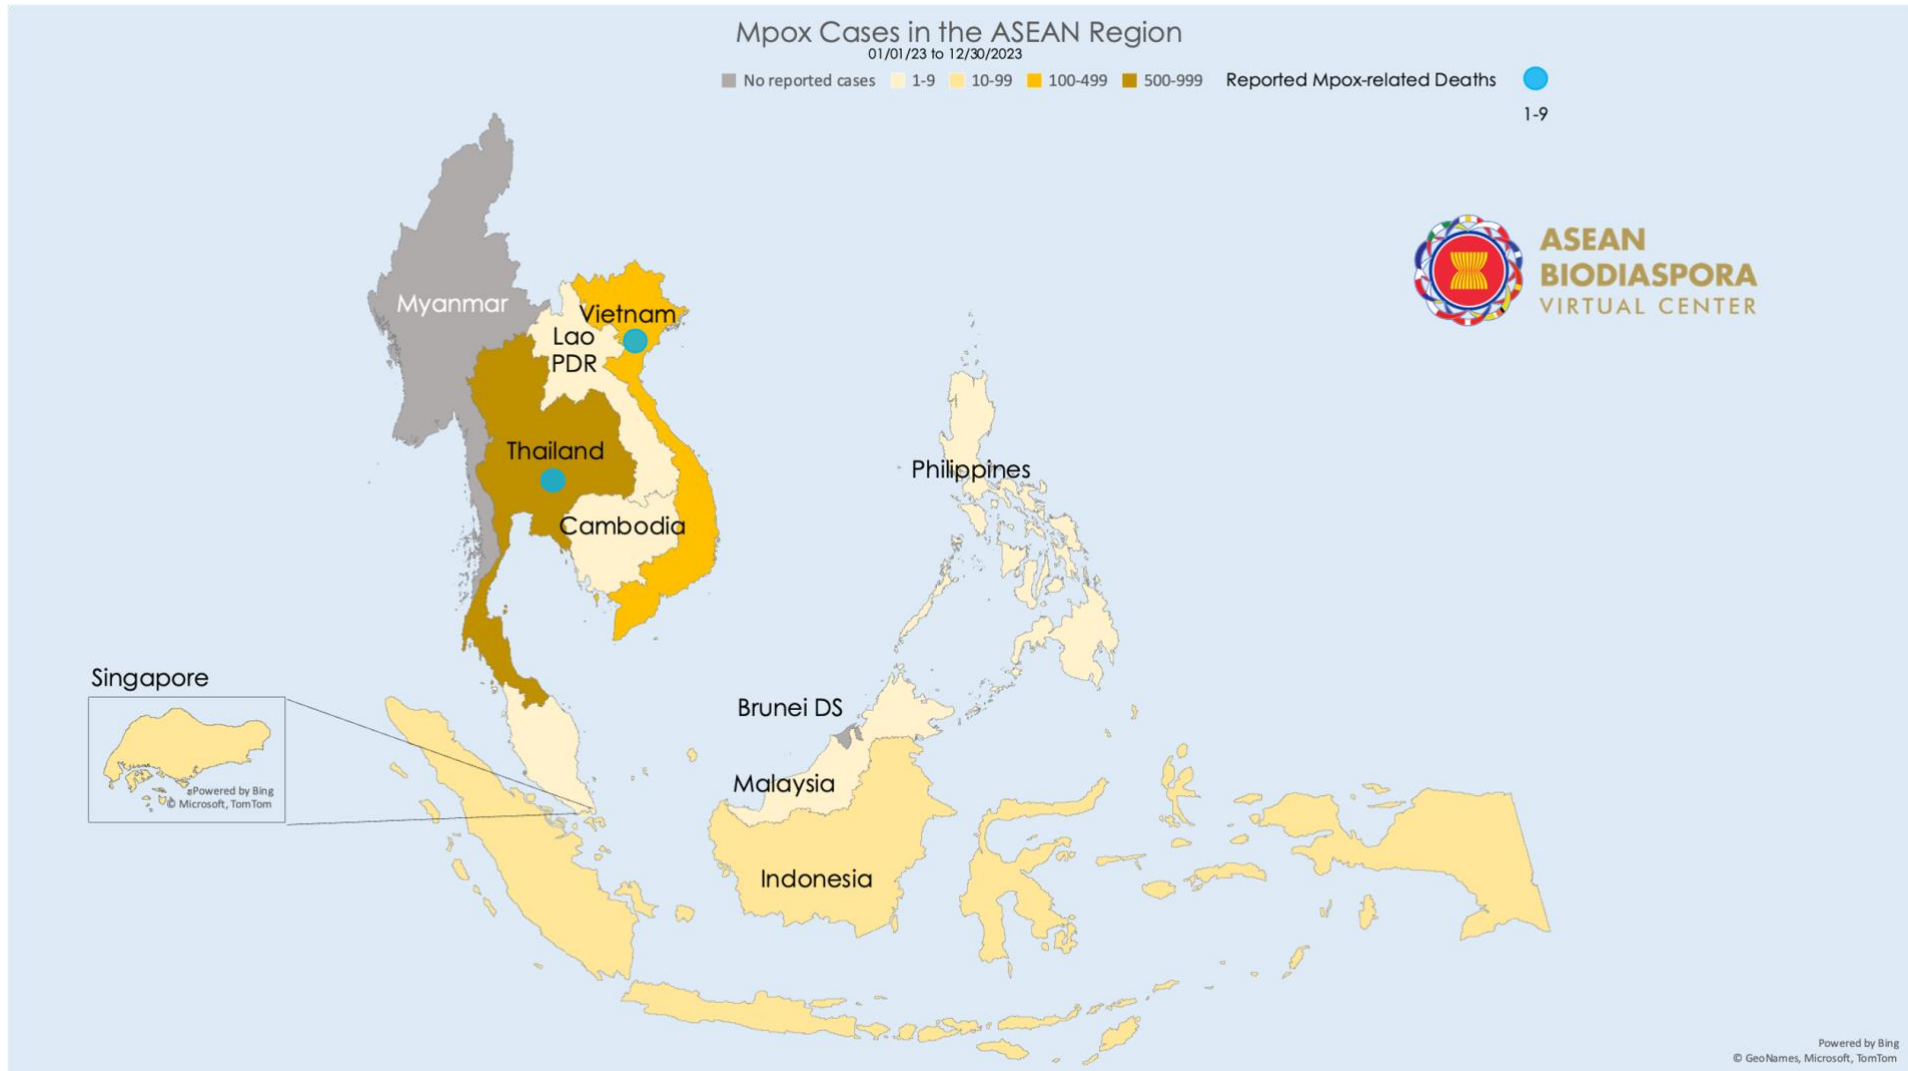 Mpox Cases in the ASEAN Region
01/01/23 to 12/30/2023
No reported cases 1-9 10-99 100-499 500-999 Reported Mpox-related Deaths
1-9
ASEAN
BIODIASPORA
VIRTUAL CENTER
Myanmar
Vietnam
Lao
PDR
Thailand
Philippines
Cambodia
Singapore
Powered by Bing
© Microsoft, TomTom
Brunei DS
Malaysia
Indonesia
Powered by Bing
© GeoNames, Microsoft, TomTom